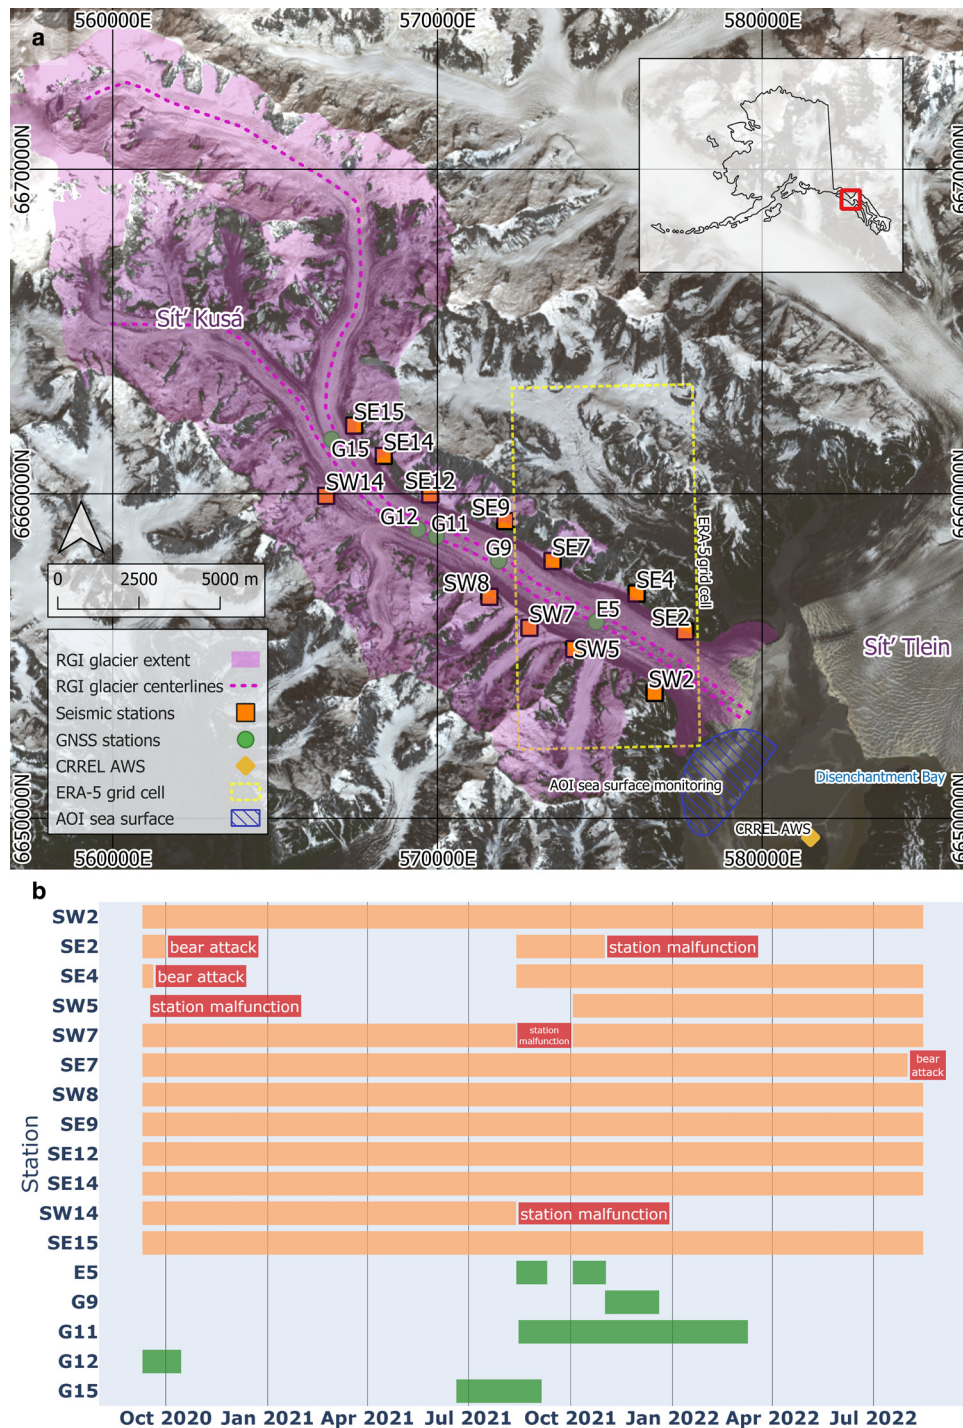 a
560000E
570000E
580000E
6670000N
6670000N
Sít' Kusá
SE15
G15
SE14
SW14
SE12
6660000N
6660000N
G12
G11
SE9
G9
SE7
ERA-5 grid cell
0
2500
5000 m
SW8
SE4
E5
SW7
SE2
SW5
Sít' Tlein
SW2
RGI glacier extent
RGI glacier centerlines
Seismic stations
GNSS stations
CRREL AWS
ERA-5 grid cell
AOI sea surface
AOI sea surface monitoring
Disenchantment Bay
CRREL AWS
6650000N
6650000N
560000E
570000E
580000E
b
Station
SW2
SE2
bear attack
station malfunction
SE4
bear attack
SW5
station malfunction
SW7
station
malfunction
SE7
bear
attack
SW8
SE9
SE12
SE14
SW14
station malfunction
SE15
E5
G9
G11
G12
G15
Oct 2020
Jan 2021
Apr 2021
Jul 2021
Oct 2021
Jan 2022
Apr 2022
Jul 2022